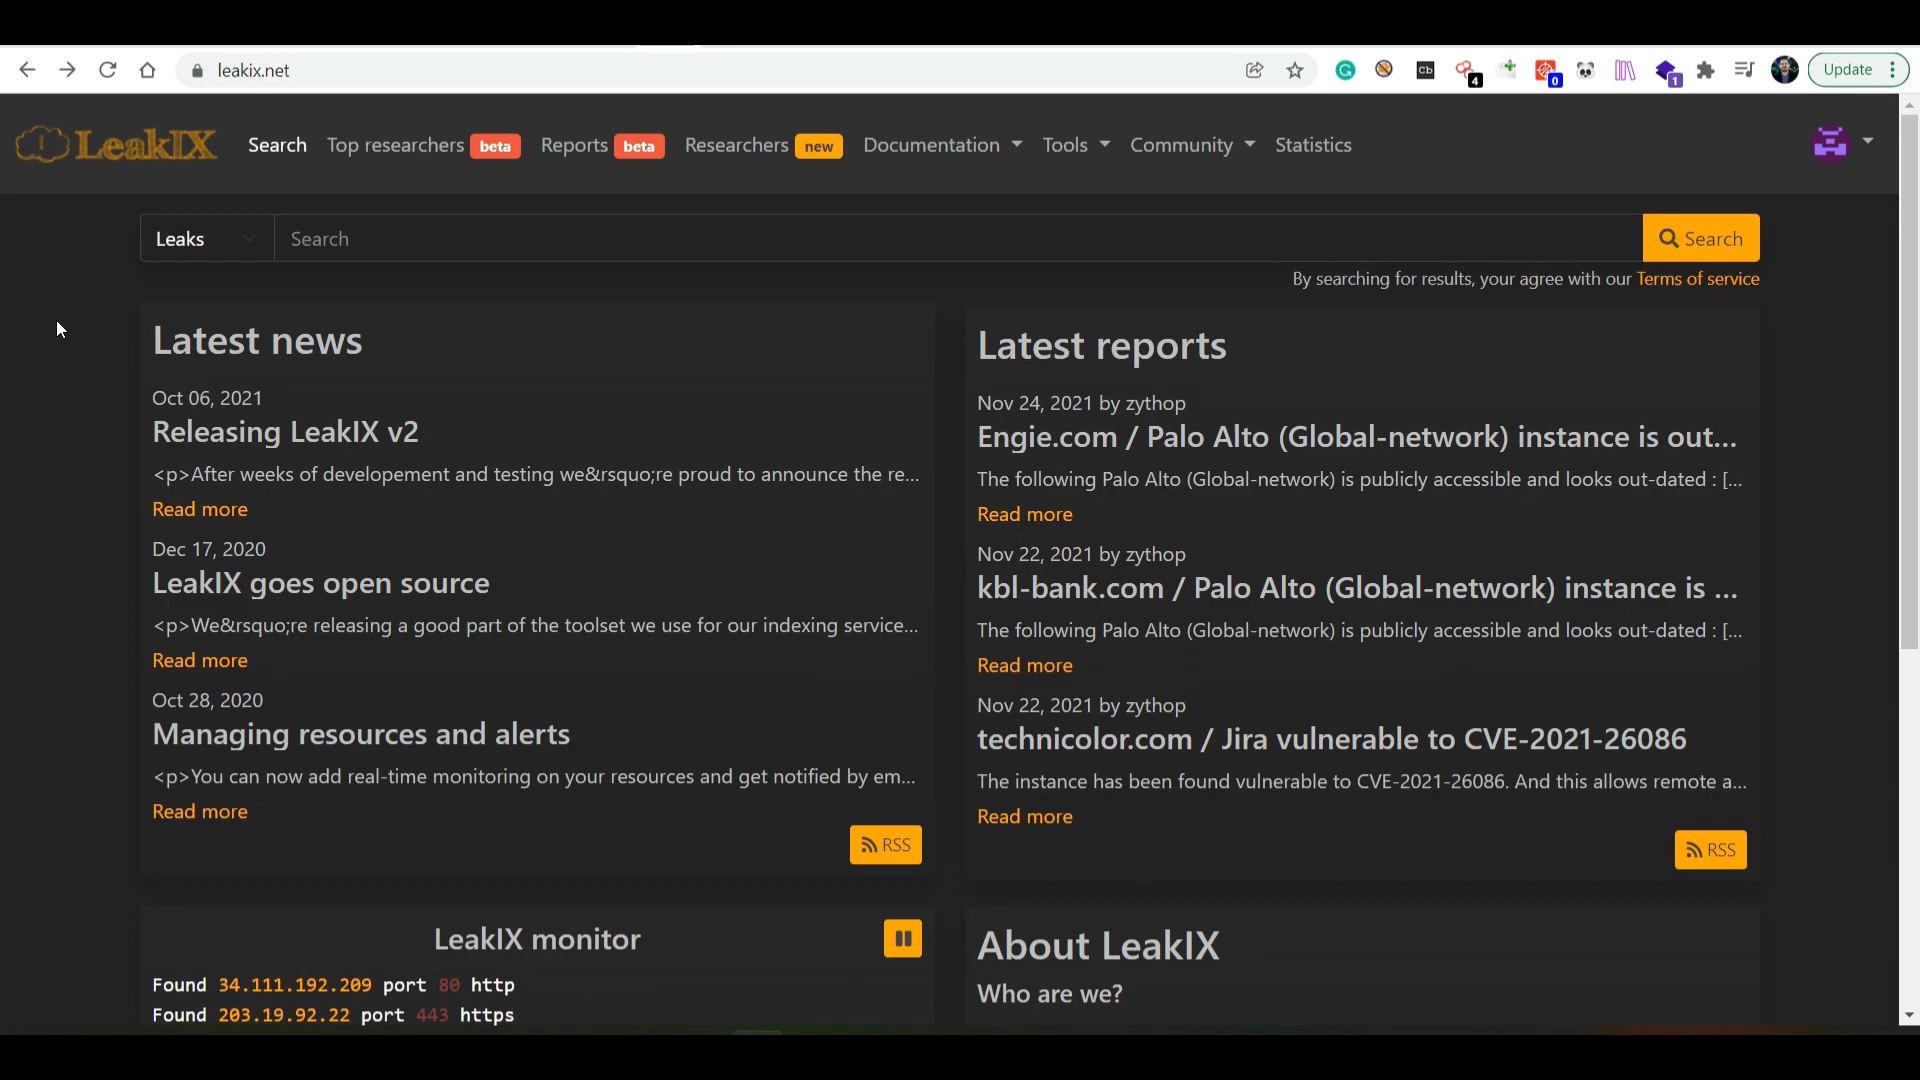 leakix.net
Cb
4
0
1
Update
LeakIX Search Top researchers beta Reports beta Researchers new Documentation Tools Community Statistics
Leaks Search Search
By searching for results, your agree with our Terms of service
Latest news
Oct 06, 2021
Releasing LeakIX v2
<p>After weeks of developement and testing we&rsquo;re proud to announce the re...
Read more
Dec 17, 2020
LeakIX goes open source
<p>We&rsquo;re releasing a good part of the toolset we use for our indexing service...
Read more
Oct 28, 2020
Managing resources and alerts
<p>You can now add real-time monitoring on your resources and get notified by em...
Read more
RSS
Latest reports
Nov 24, 2021 by zythop
Engie.com / Palo Alto (Global-network) instance is out...
The following Palo Alto (Global-network) is publicly accessible and looks out-dated : [...
Read more
Nov 22, 2021 by zythop
kbl-bank.com / Palo Alto (Global-network) instance is ...
The following Palo Alto (Global-network) is publicly accessible and looks out-dated : [...
Read more
Nov 22, 2021 by zythop
technicolor.com / Jira vulnerable to CVE-2021-26086
The instance has been found vulnerable to CVE-2021-26086. And this allows remote a...
Read more
RSS
LeakIX monitor
Found 34.111.192.209 port 80 http
Found 203.19.92.22 port 443 https
About LeakIX
Who are we?